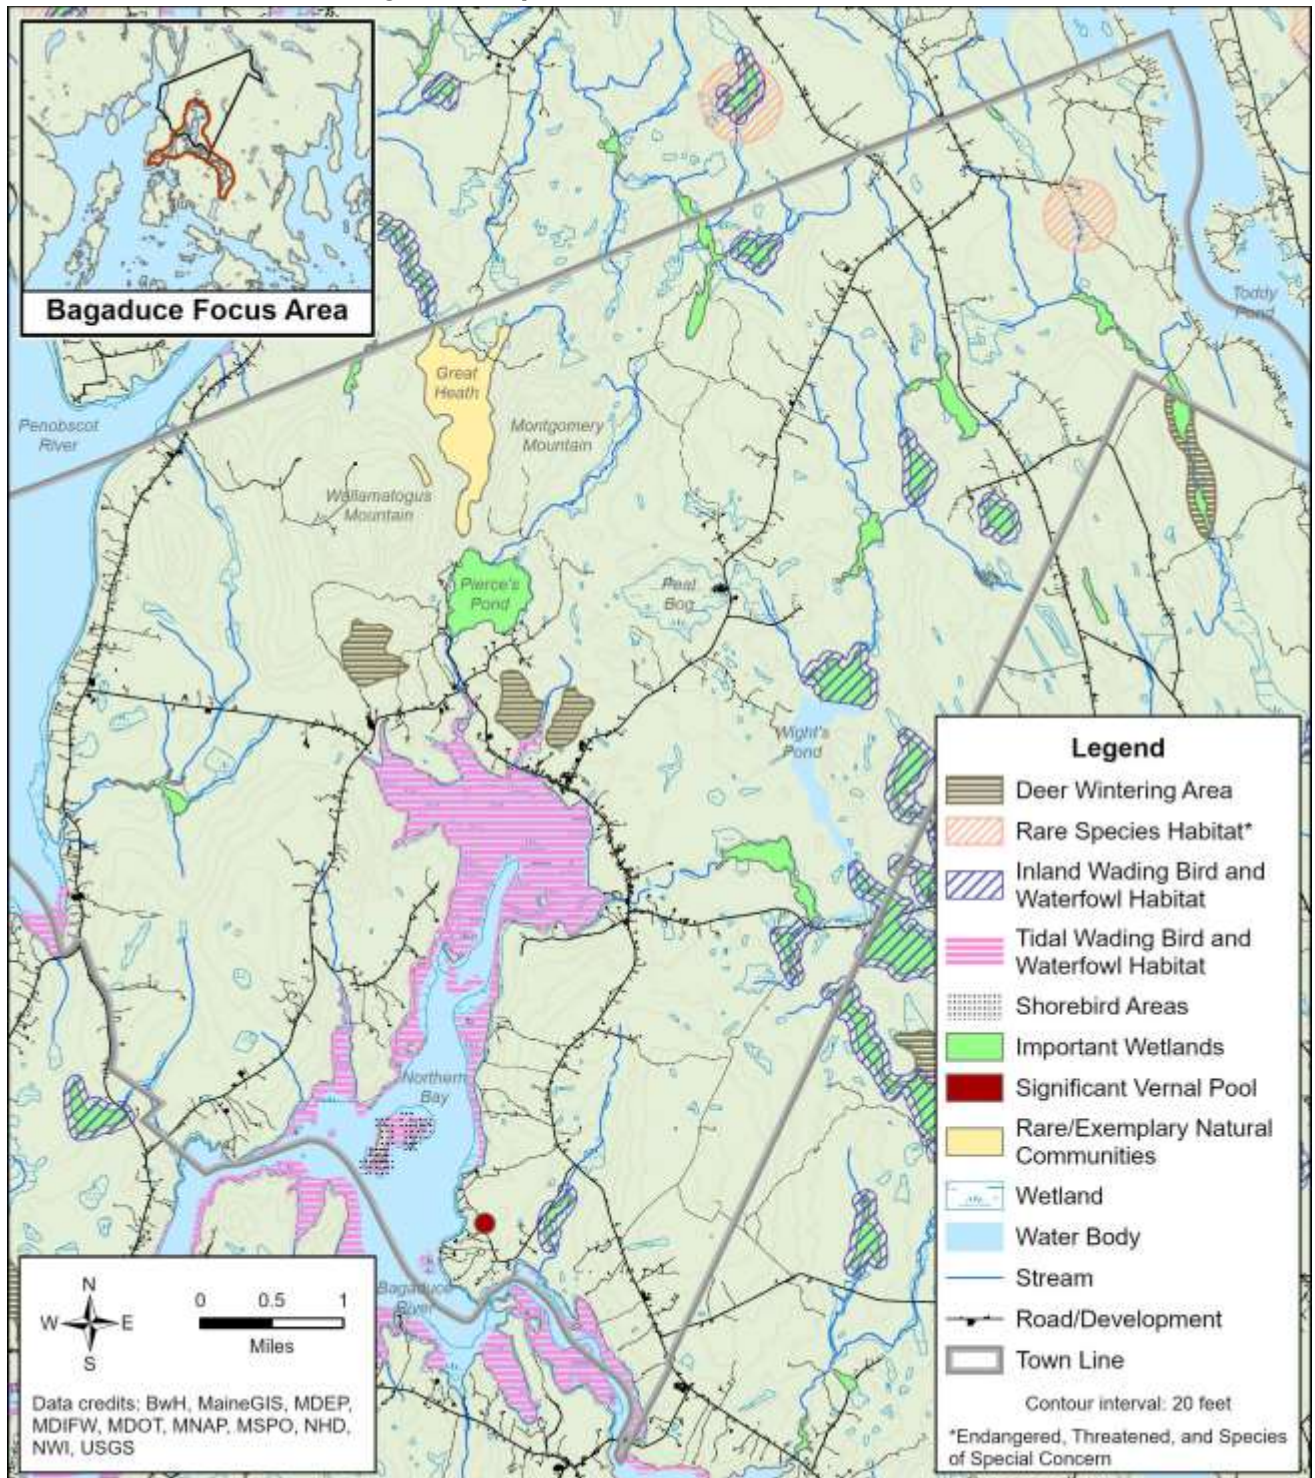 Bagaduce Focus Area
Penobscot
River
Great
Heath
Montgomery
Mountain
Wallamatogus
Mountain
Toddy
Pond
Pierce's
Pond
Peat
Bog
Wight's
Pond
Northern
Bay
Bagaduce
River
N
W E
S
0 0.5 1
Miles
Data credits: BwH, MaineGIS, MDEP,
MDIFW, MDOT, MNAP, MSPO, NHD,
NWI, USGS
Legend
Deer Wintering Area
Rare Species Habitat*
Inland Wading Bird and
Waterfowl Habitat
Tidal Wading Bird and
Waterfowl Habitat
Shorebird Areas
Important Wetlands
Significant Vernal Pool
Rare/Exemplary Natural
Communities
Wetland
Water Body
Stream
Road/Development
Town Line
Contour interval: 20 feet
*Endangered, Threatened, and Species
of Special Concern